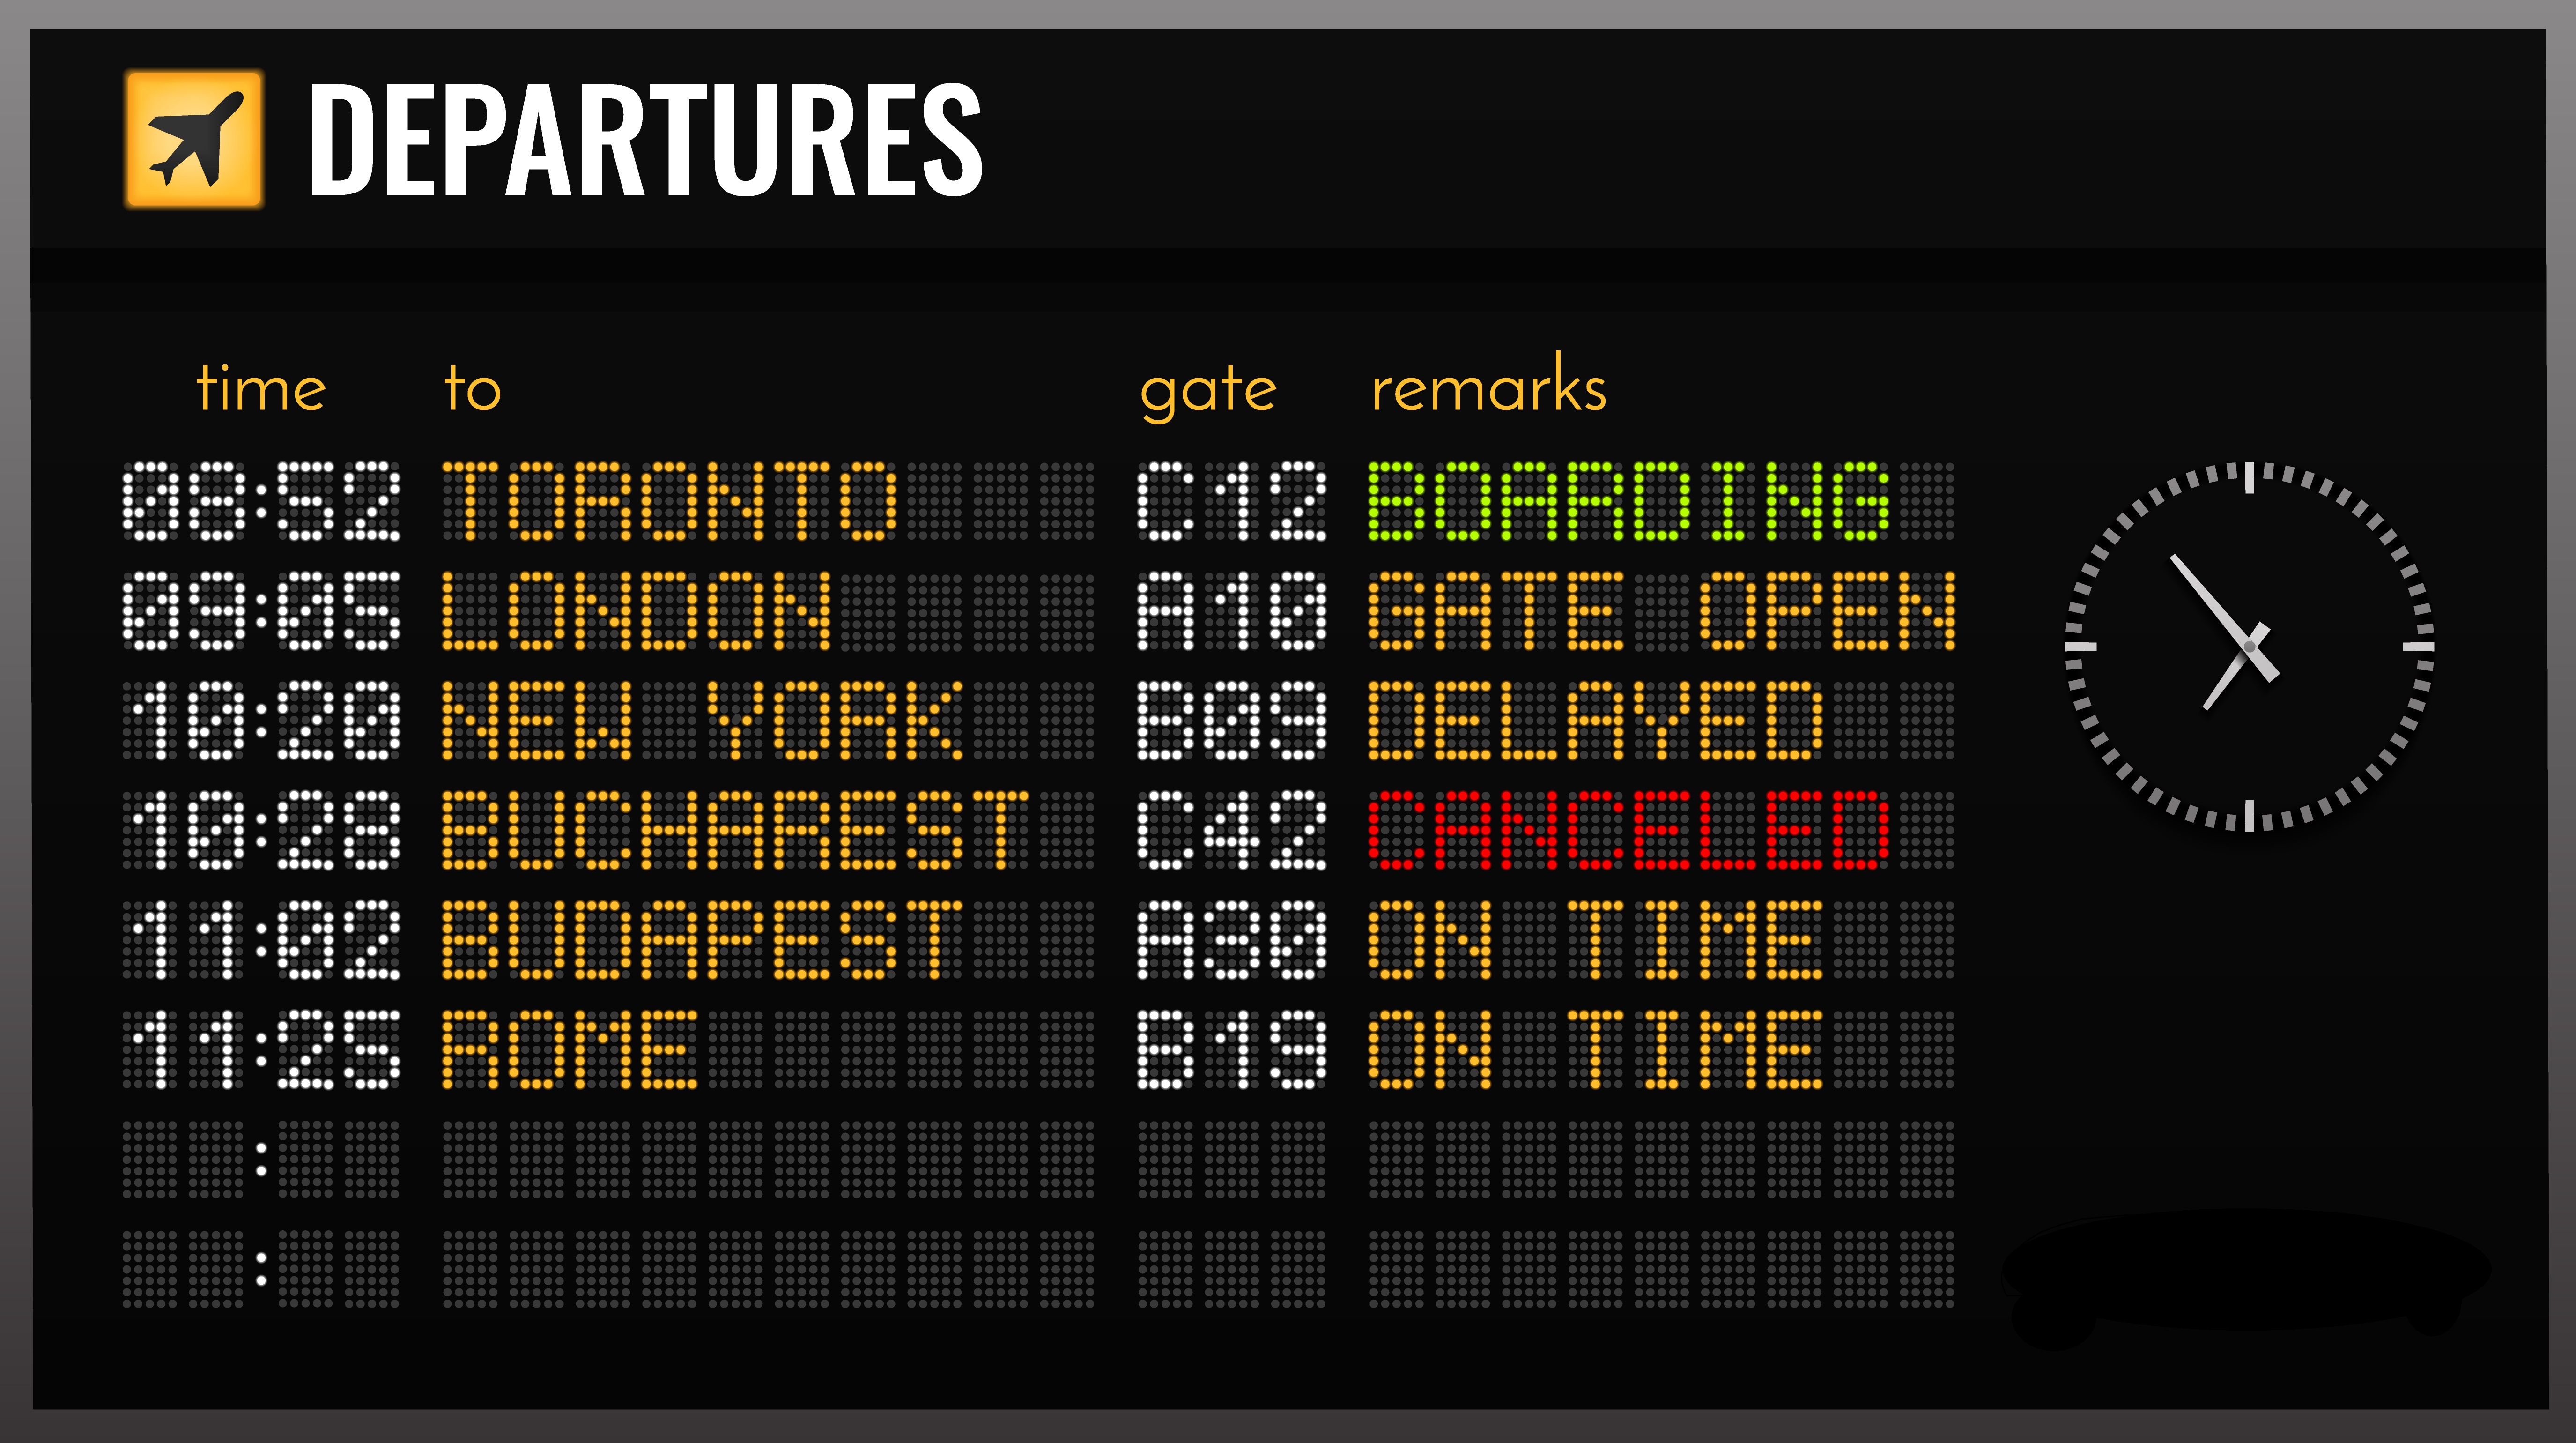 DEPARTURES
time to gate remarks
08:52 TORONTO C12 BOARDING
09:05 LONDON A10 GATE OPEN
10:20 NEW YORK B09 DELAYED
10:28 BUCHAREST C42 CANCELED
11:02 BUDAPEST A30 ON TIME
11:25 ROME B19 ON TIME
:
: